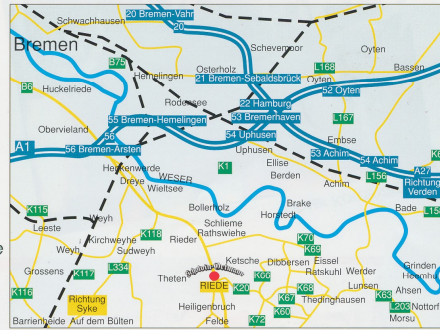 20 Bremen-Vahr
Schwachhausen
20
Bremen
Schevemoor
Oyten
B75
Osterholz
L168
Bassen
Hemelingen
21 Bremen-Sebaldsbrück
Oyten
B6
Huckelriede
52 Oyten
Rodensee
22 Hamburg
53 Bremerhaven
L167
55 Bremen-Hemelingen
Obervieland
56
54 Uphusen
Embse
A1
56 Bremen-Arsten
Uphusen
53 Achim
54 Achim
K1
Ellise
Henkenwerde
Berden
A27
L156
Dreye
WESER
Achim
Richtung
Verden
Wieltsee
Brake
K115
Bollerholz
Horstedt
Bade
Weyh
Schlieme
Leeste
Rathswiehre
K118
Rieder
K70
Kirchweyhe
K69
Weyh
Sudweyh
Ketsche
Dibbersen
Eissel
Grossens
L334
K66
Ratskuhl
Werder
Grinden
K117
Theten
RIEDE
K20
K68
Lunsen
K116
Richtung
Syke
K67
Thedinghausen
K63
Ahsen
Heiligenbruch
K60
L203
Barrienheide
Auf dem Bülten
Felde
K72
Morsu